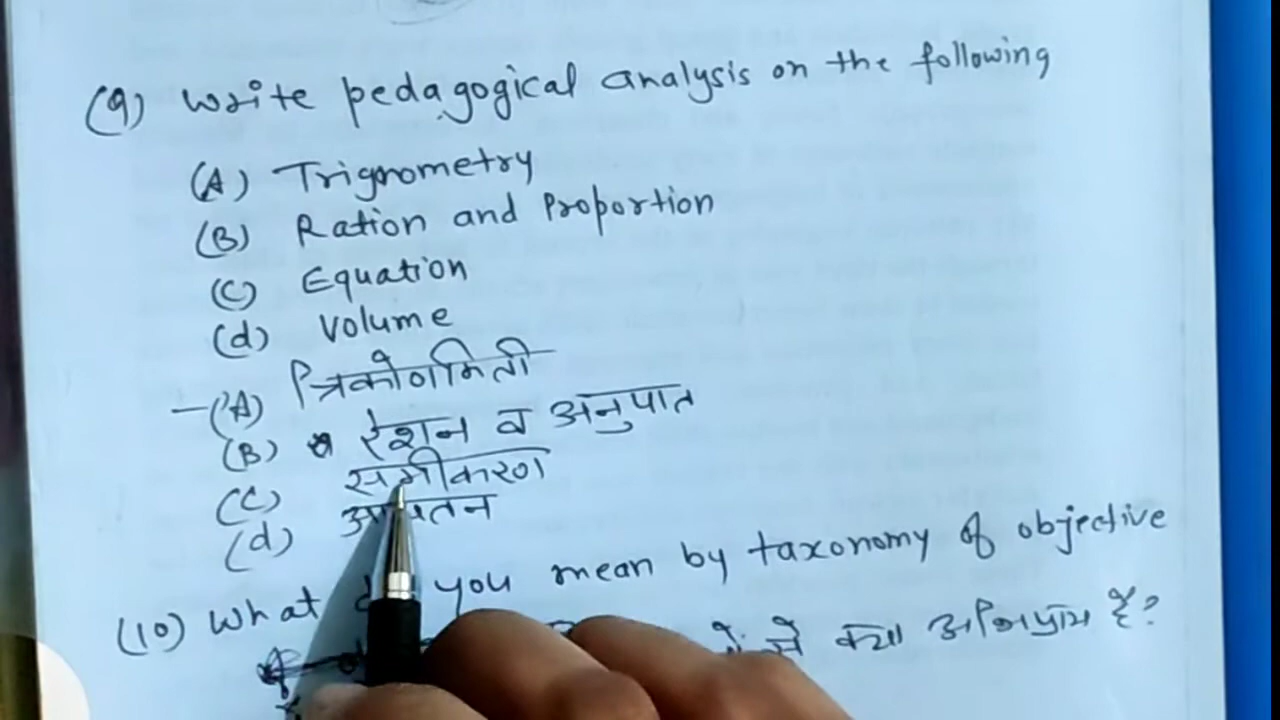 (9) Write pedagogical analysis on the following
(A) Trignometry
(B) Ration and Proportion
(C) Equation
(d) Volume
(A) त्रिकोणमिती
(B) रेशन व अनुपात
(C) समीकरण
(d) आयतन
(10) What you mean by taxonomy of objective
से क्या अभिप्राय है?